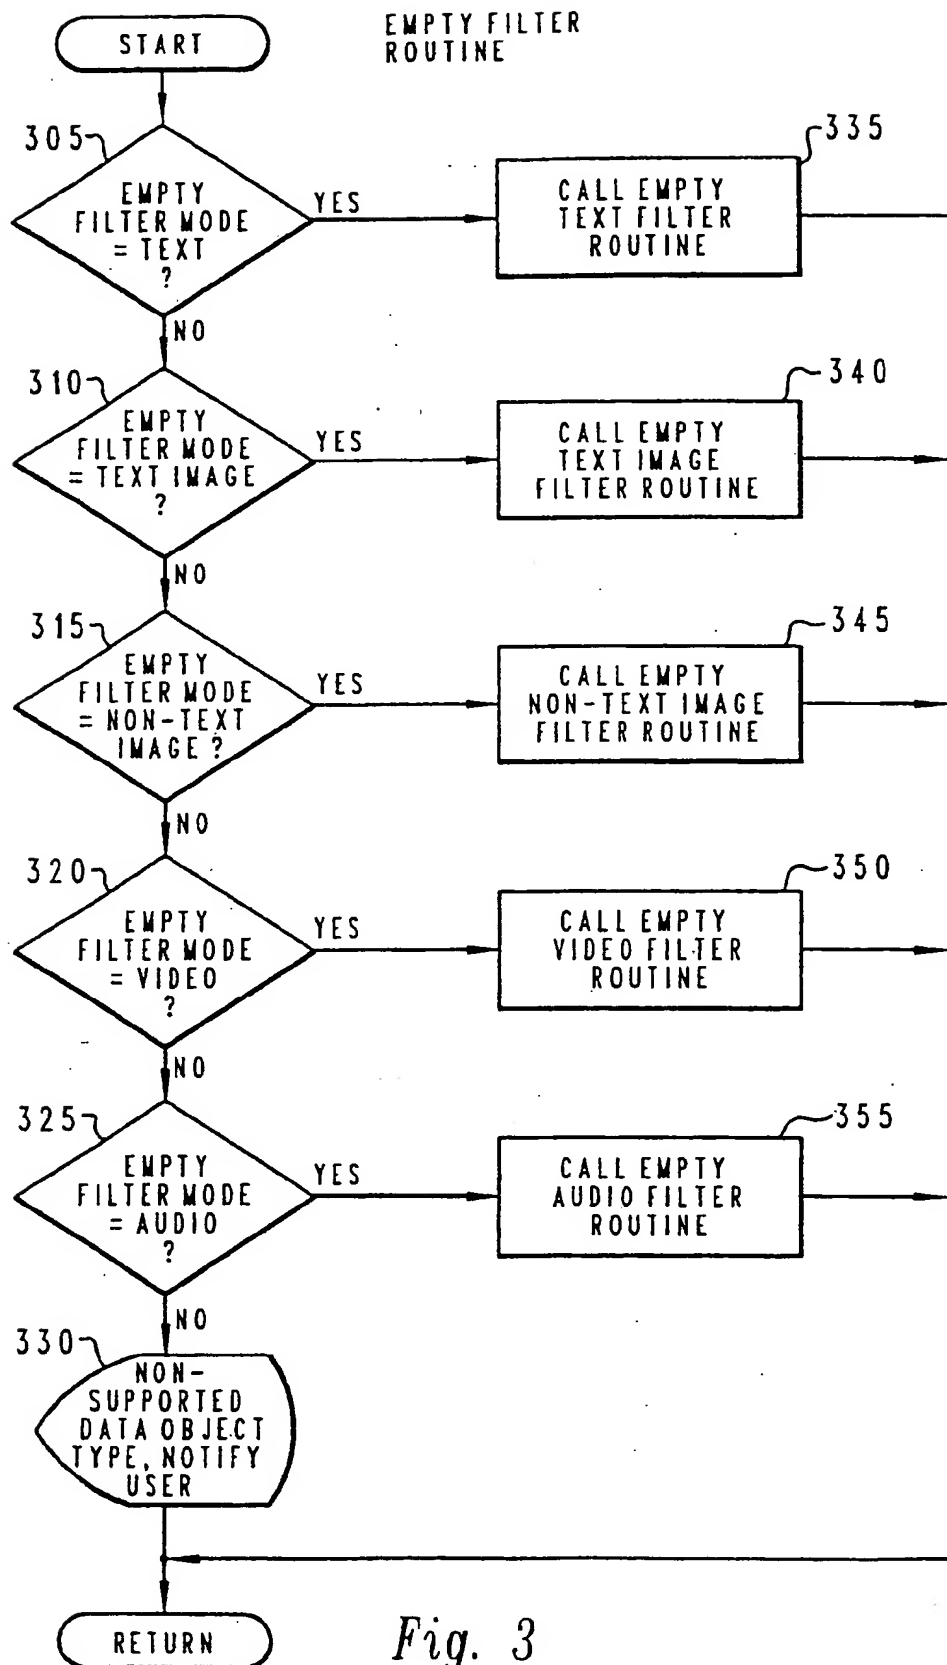 EMPTY FILTER
ROUTINE
START
305
EMPTY
FILTER MODE
= TEXT
?
YES
335
CALL EMPTY
TEXT FILTER
ROUTINE
NO
310
EMPTY
FILTER MODE
= TEXT IMAGE
?
YES
340
CALL EMPTY
TEXT IMAGE
FILTER ROUTINE
NO
315
EMPTY
FILTER MODE
= NON-TEXT
IMAGE ?
YES
345
CALL EMPTY
NON-TEXT IMAGE
FILTER ROUTINE
NO
320
EMPTY
FILTER MODE
= VIDEO
?
YES
350
CALL EMPTY
VIDEO FILTER
ROUTINE
NO
325
EMPTY
FILTER MODE
= AUDIO
?
YES
355
CALL EMPTY
AUDIO FILTER
ROUTINE
NO
330
NON-
SUPPORTED
DATA OBJECT
TYPE, NOTIFY
USER
RETURN
Fig. 3